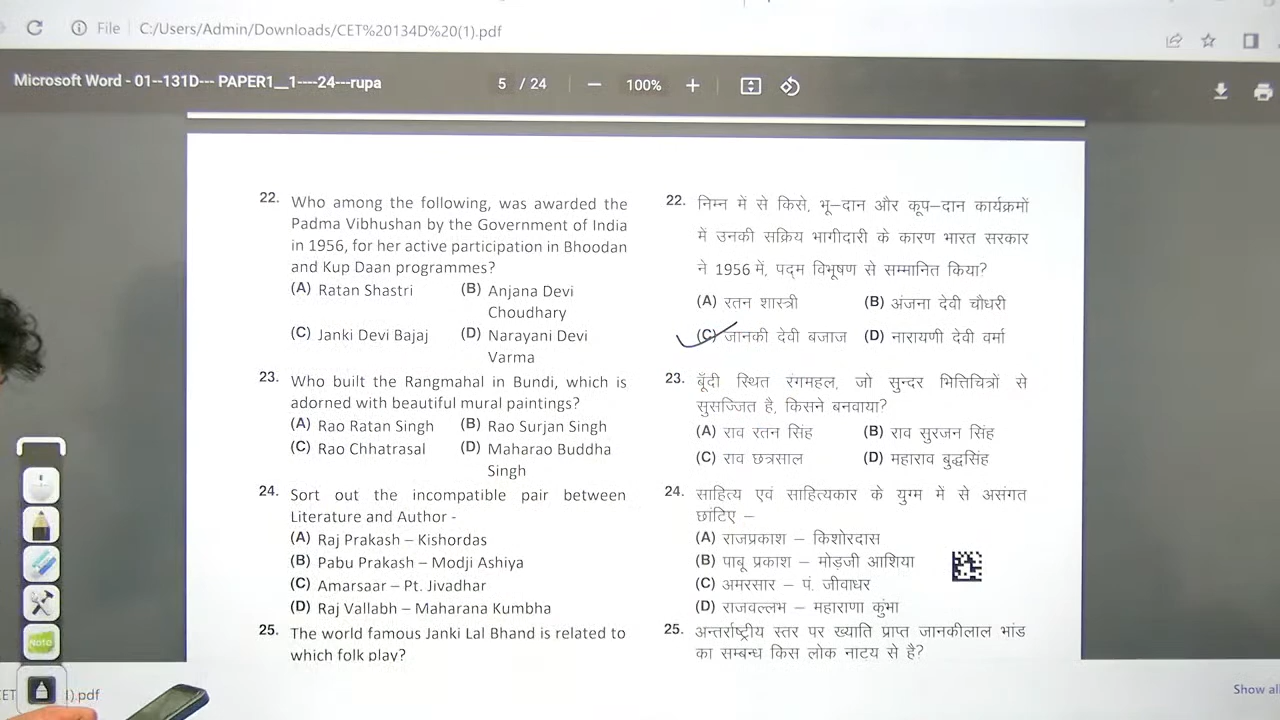 File
C:/Users/Admin/Downloads/CET%20134D%20(1).pdf
Microsoft Word - 01--131D--- PAPER1__1----24---rupa
5 / 24
100%
22. Who among the following, was awarded the
Padma Vibhushan by the Government of India
in 1956, for her active participation in Bhoodan
and Kup Daan programmes?
(A) Ratan Shastri (B) Anjana Devi
Choudhary
(C) Janki Devi Bajaj (D) Narayani Devi
Varma
23. Who built the Rangmahal in Bundi, which is
adorned with beautiful mural paintings?
(A) Rao Ratan Singh (B) Rao Surjan Singh
(C) Rao Chhatrasal (D) Maharao Buddha
Singh
24. Sort out the incompatible pair between
Literature and Author -
(A) Raj Prakash – Kishordas
(B) Pabu Prakash – Modji Ashiya
(C) Amarsaar – Pt. Jivadhar
(D) Raj Vallabh – Maharana Kumbha
25. The world famous Janki Lal Bhand is related to
which folk play?
22. निम्न में से किसे, भू–दान और कूप–दान कार्यक्रमों
में उनकी सक्रिय भागीदारी के कारण भारत सरकार
ने 1956 में, पद्म विभूषण से सम्मानित किया?
(A) रतन शास्त्री (B) अंजना देवी चौधरी
(C) जानकी देवी बजाज (D) नारायणी देवी वर्मा
23. बूँदी स्थित रंगमहल, जो सुन्दर भित्तिचित्रों से
सुसज्जित है, किसने बनवाया?
(A) राव रतन सिंह (B) राव सुरजन सिंह
(C) राव छत्रसाल (D) महाराव बुद्धसिंह
24. साहित्य एवं साहित्यकार के युग्म में से असंगत
छांटिए –
(A) राजप्रकाश – किशोरदास
(B) पाबू प्रकाश – मोड़जी आशिया
(C) अमरसार – पं. जीवाधर
(D) राजवल्लभ – महाराणा कुंभा
25. अन्तर्राष्ट्रीय स्तर पर ख्याति प्राप्त जानकीलाल भांड
का सम्बन्ध किस लोक नाटय से है?
NOTE
CET
l).pdf
Show all